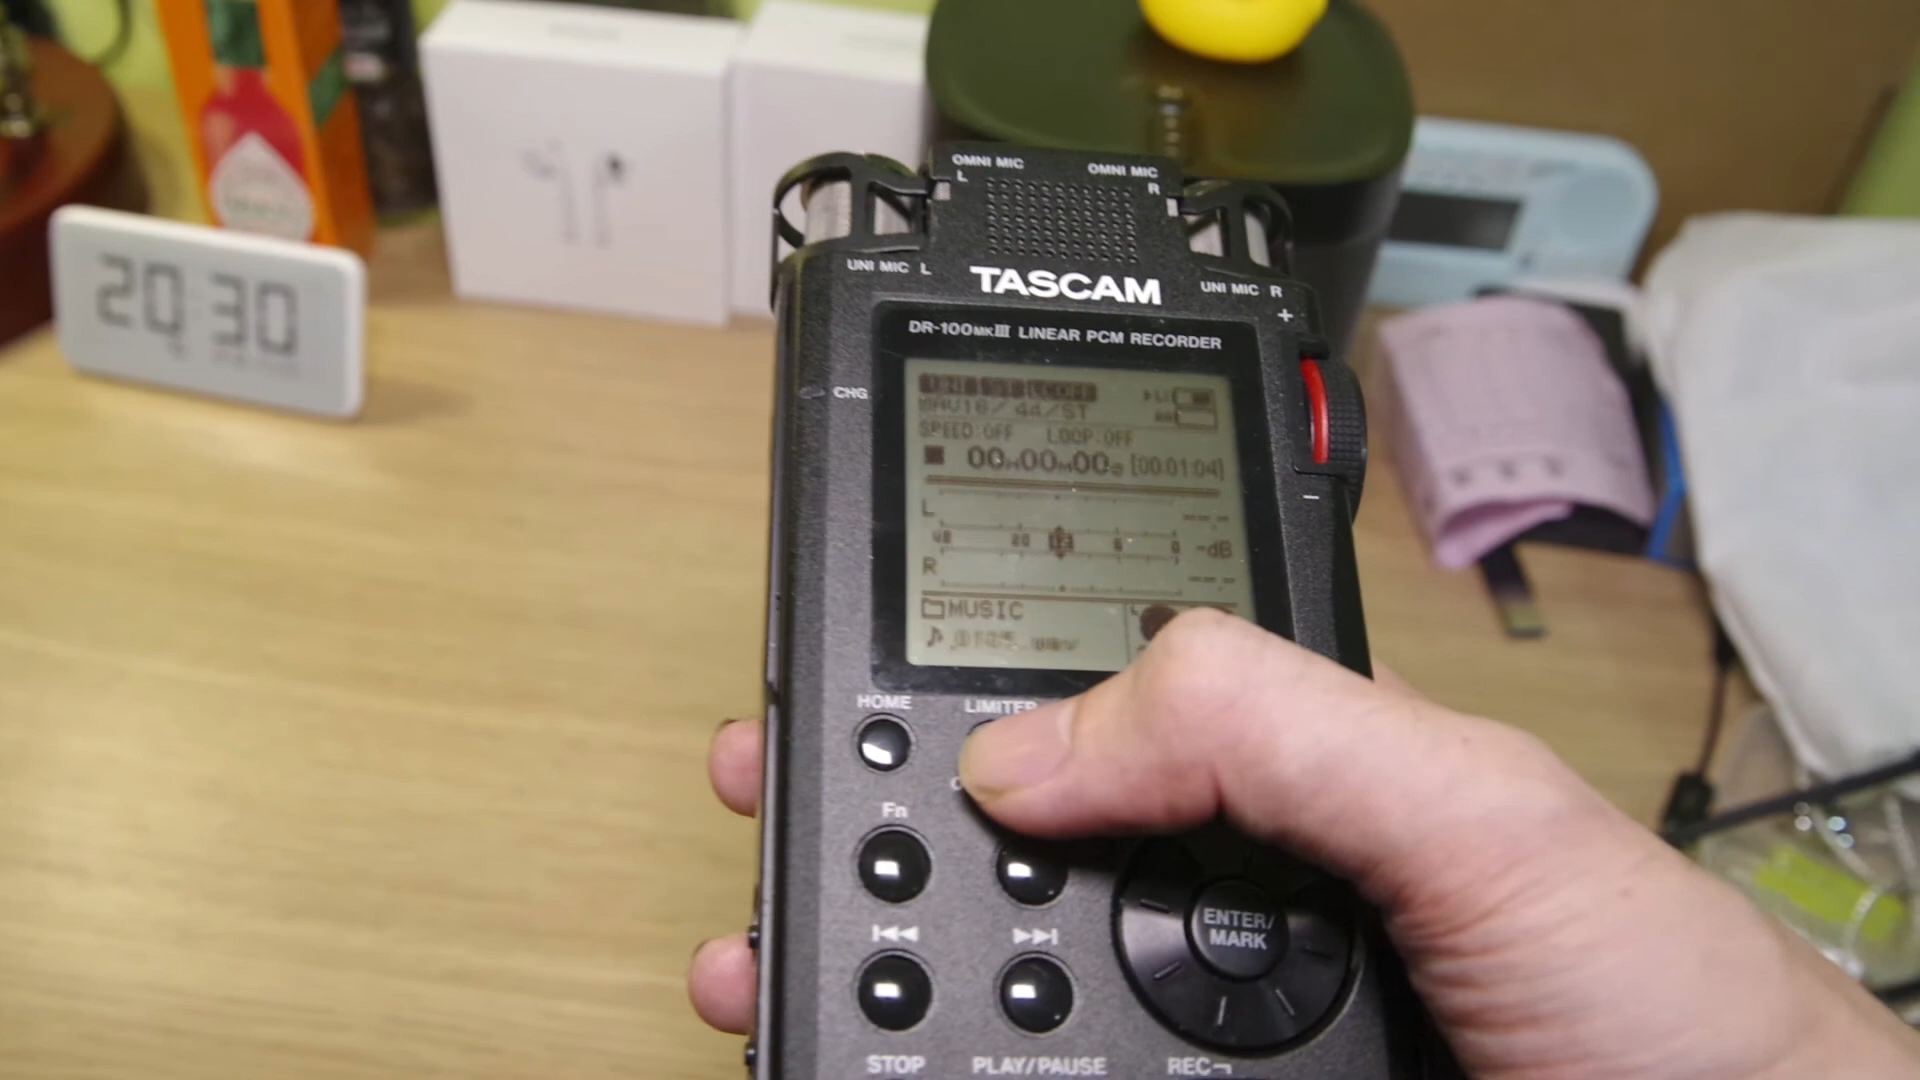 20:30
OMNI MIC
L
OMNI MIC
R
UNI MIC L
TASCAM
UNI MIC R
+
DR-100MKIII LINEAR PCM RECORDER
CHG
WAV16/ 44/ST
SPEED:OFF LOOP:OFF
00H00M00S [00:01:04]
L
48 20 12 6 0 -dB
R
MUSIC
−
HOME
LIMITER
Fn
ENTER/
MARK
STOP
PLAY/PAUSE
REC